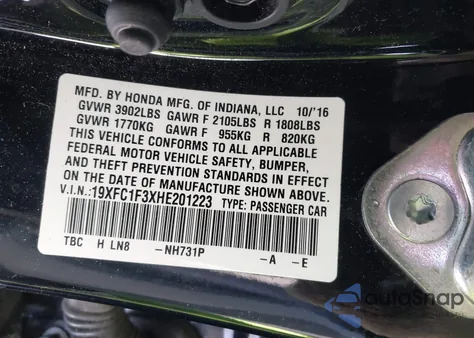 MFD. BY HONDA MFG. OF INDIANA, LLC 10/'16
GVWR 3902LBS GAWR F 2105LBS R 1808LBS
GVWR 1770KG GAWR F 955KG R 820KG
THIS VEHICLE CONFORMS TO ALL APPLICABLE
FEDERAL MOTOR VEHICLE SAFETY, BUMPER,
AND THEFT PREVENTION STANDARDS IN EFFECT
ON THE DATE OF MANUFACTURE SHOWN ABOVE.
V.I.N.:19XFC1F3XHE201223 TYPE: PASSENGER CAR
TBC H LN8 -NH731P -A -E
autoSnap